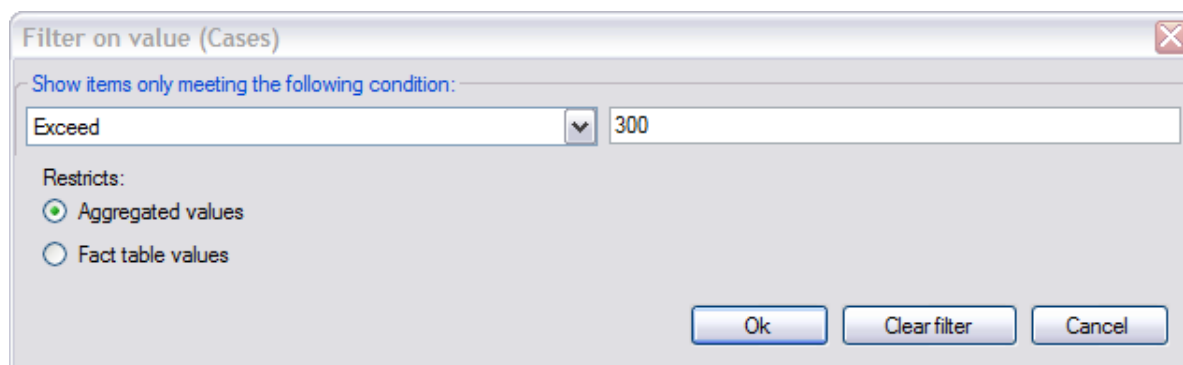 Filter on value (Cases)
Show items only meeting the following condition:
Exceed 300
Restricts:
Aggregated values
Fact table values
Ok Clear filter Cancel